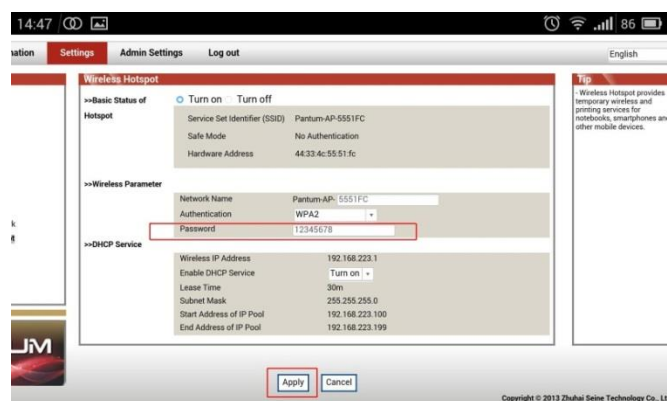 14:47 86
Settings Admin Settings Log out English
Wireless Hotspot Tip
>>Basic Status of Hotspot
Turn on Turn off
Service Set Identifier (SSID) Pantum-AP-5551FC
Safe Mode No Authentication
Hardware Address 44:33:4c:55:51:fc
- Wireless Hotspot provides
temporary wireless and
printing services for
notebooks, smartphones and
other mobile devices.
>>Wireless Parameter
Network Name Pantum-AP- 5551FC
Authentication WPA2
Password 12345678
>>DHCP Service
Wireless IP Address 192.168.223.1
Enable DHCP Service Turn on
Lease Time 30m
Subnet Mask 255.255.255.0
Start Address of IP Pool 192.168.223.100
End Address of IP Pool 192.168.223.199
Apply Cancel
Copyright © 2013 Zhuhai Seine Technology Co., Lt